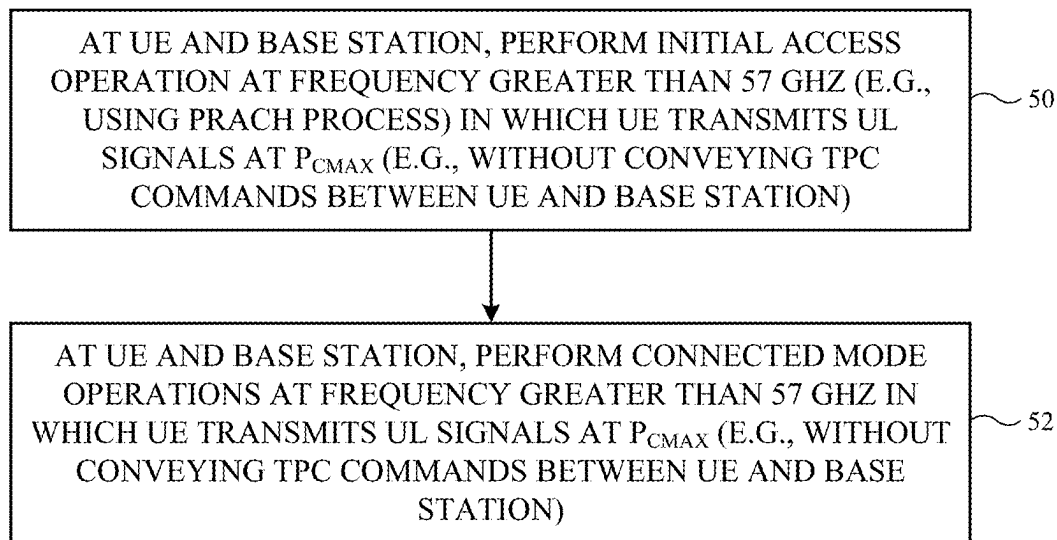 AT UE AND BASE STATION, PERFORM INITIAL ACCESS
OPERATION AT FREQUENCY GREATER THAN 57 GHZ (E.G.,
USING PRACH PROCESS) IN WHICH UE TRANSMITS UL
SIGNALS AT PCMAX (E.G., WITHOUT CONVEYING TPC
COMMANDS BETWEEN UE AND BASE STATION)
50
AT UE AND BASE STATION, PERFORM CONNECTED MODE
OPERATIONS AT FREQUENCY GREATER THAN 57 GHZ IN
WHICH UE TRANSMITS UL SIGNALS AT PCMAX (E.G., WITHOUT
CONVEYING TPC COMMANDS BETWEEN UE AND BASE
STATION)
52